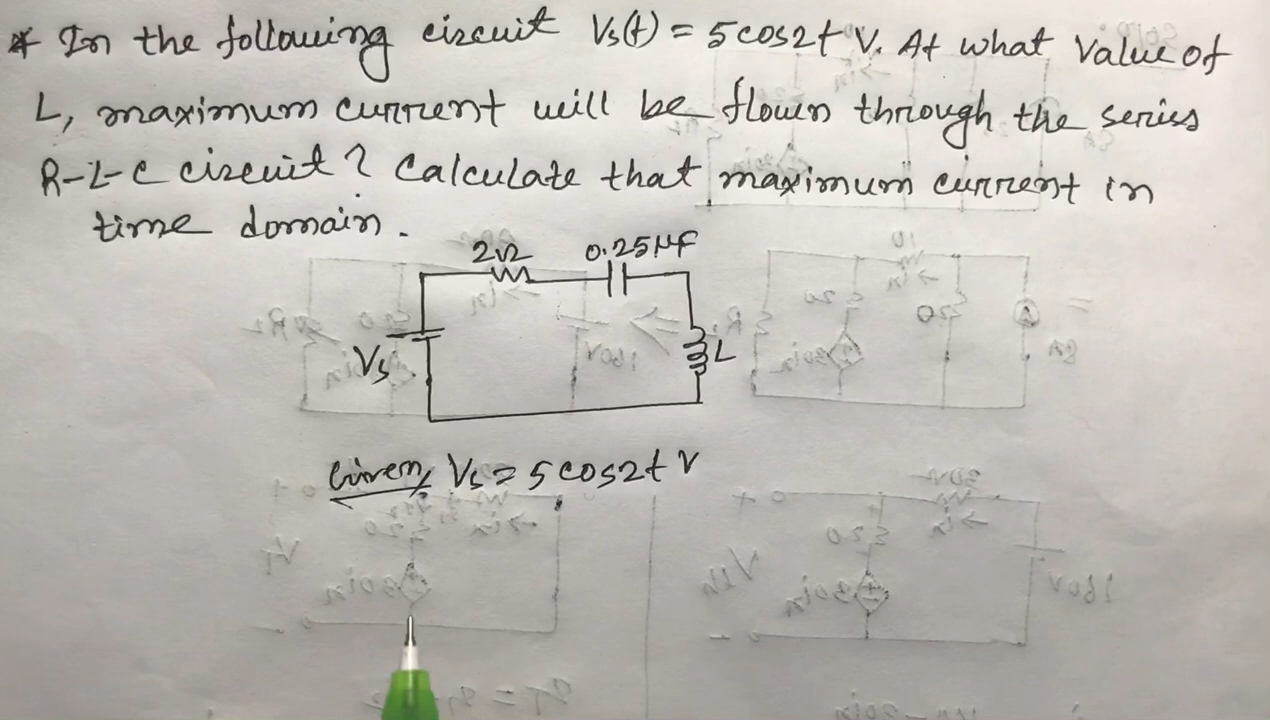 * In the following circuit Vs(t) = 5cos2t V. At what value of
L, maximum current will be flown through the series
R-L-C circuit? Calculate that maximum current in
time domain.
2Ω 0.25μF
Vs L
Given, Vs = 5cos2t V